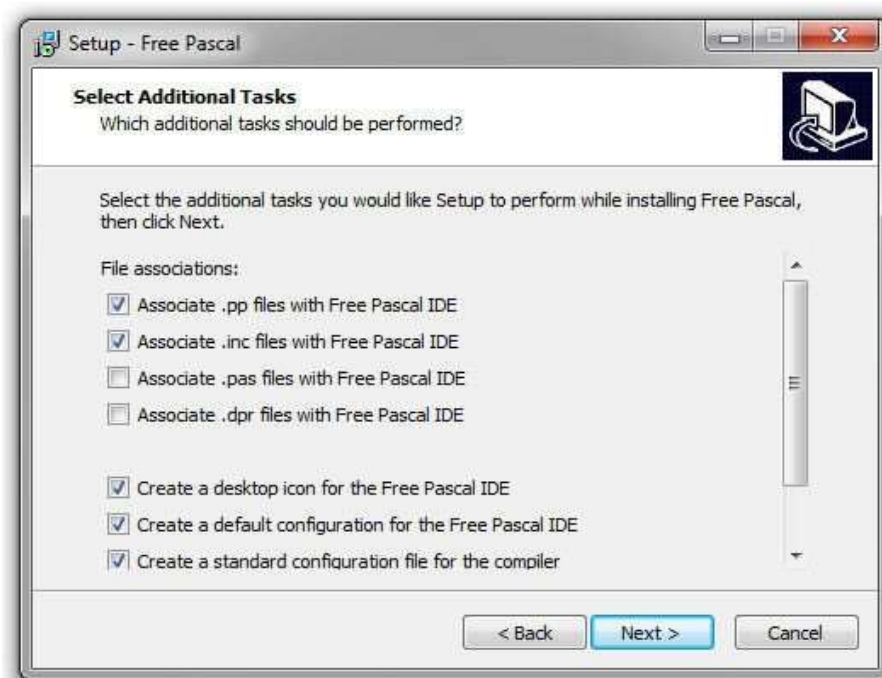 Setup - Free Pascal
Select Additional Tasks
Which additional tasks should be performed?
Select the additional tasks you would like Setup to perform while installing Free Pascal,
then click Next.
File associations:
Associate .pp files with Free Pascal IDE
Associate .inc files with Free Pascal IDE
Associate .pas files with Free Pascal IDE
Associate .dpr files with Free Pascal IDE
Create a desktop icon for the Free Pascal IDE
Create a default configuration for the Free Pascal IDE
Create a standard configuration file for the compiler
< Back Next > Cancel